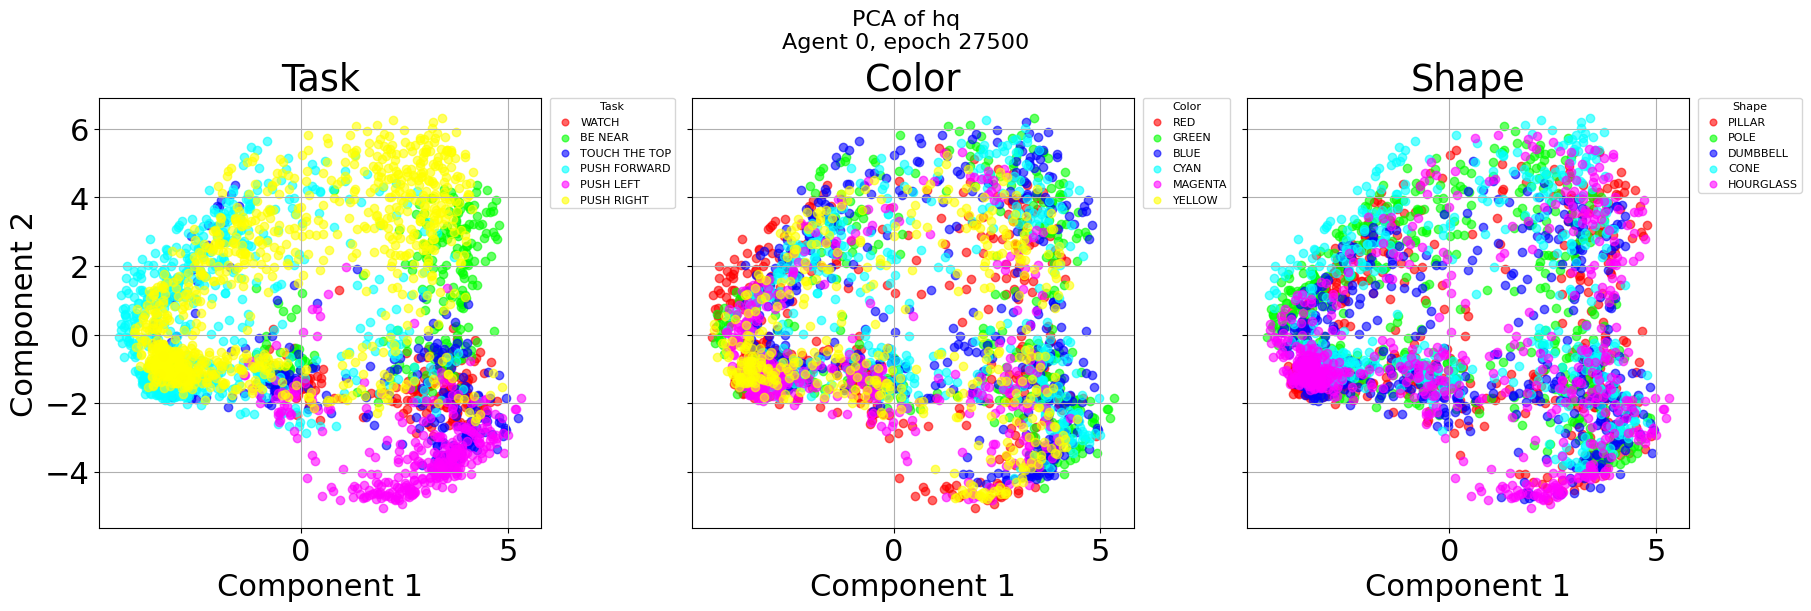 PCA of hq
Agent 0, epoch 27500
Task
Color
Shape
Component 2
6
4
2
0
−2
−4
0
5
Component 1
Task
WATCH
BE NEAR
TOUCH THE TOP
PUSH FORWARD
PUSH LEFT
PUSH RIGHT
0
5
Component 1
Color
RED
GREEN
BLUE
CYAN
MAGENTA
YELLOW
0
5
Component 1
Shape
PILLAR
POLE
DUMBBELL
CONE
HOURGLASS